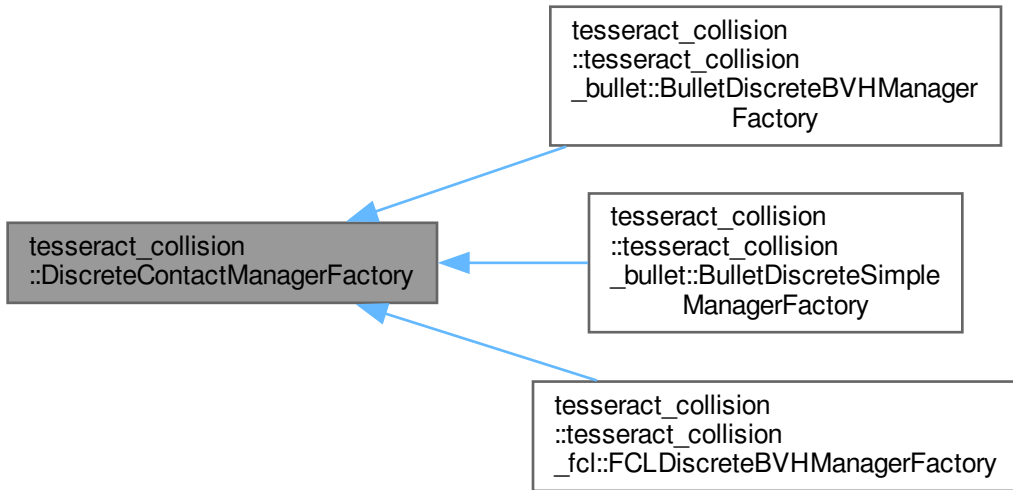 tesseract_collision
::tesseract_collision
_bullet::BulletDiscreteBVHManager
Factory
tesseract_collision
::DiscreteContactManagerFactory
tesseract_collision
::tesseract_collision
_bullet::BulletDiscreteSimple
ManagerFactory
tesseract_collision
::tesseract_collision
_fcl::FCLDiscreteBVHManagerFactory